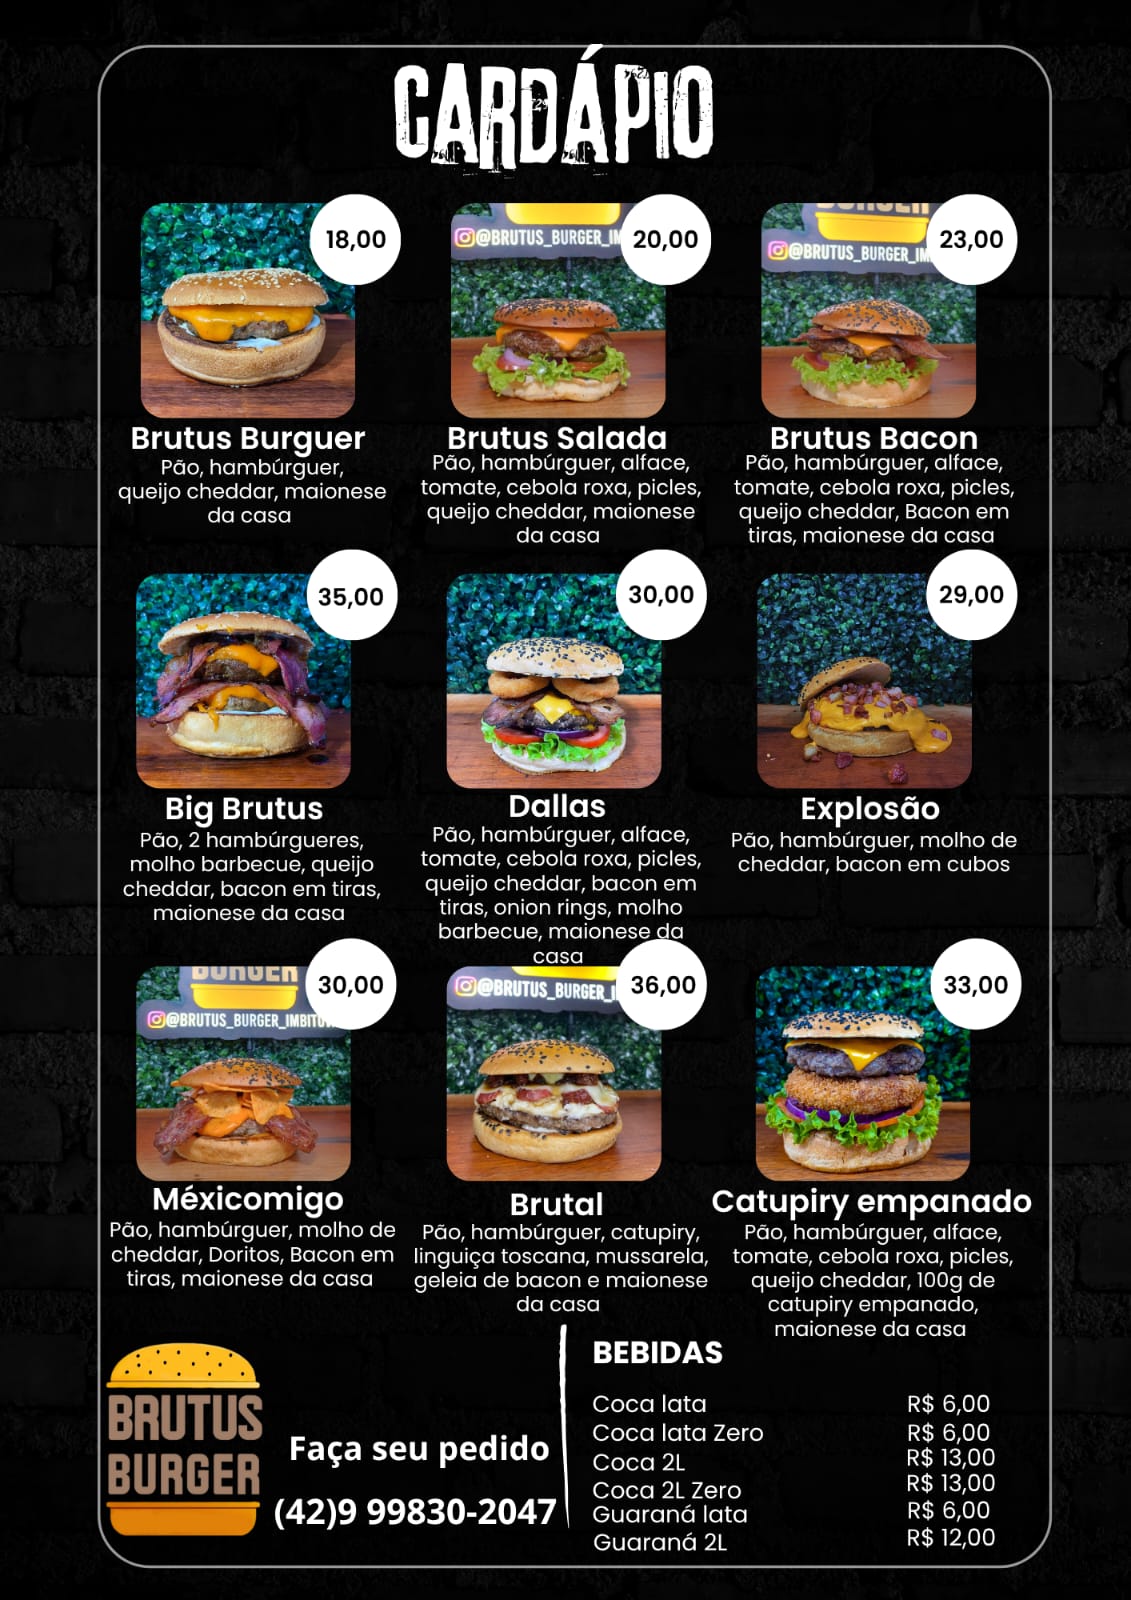 CARDÁPIO
18,00
@BRUTUS_BURGER_IM
20,00
BURGER
@BRUTUS_BURGER_IM
23,00
Brutus Burguer
Pão, hambúrguer,
queijo cheddar, maionese
da casa
Brutus Salada
Pão, hambúrguer, alface,
tomate, cebola roxa, picles,
queijo cheddar, maionese
da casa
Brutus Bacon
Pão, hambúrguer, alface,
tomate, cebola roxa, picles,
queijo cheddar, Bacon em
tiras, maionese da casa
35,00
30,00
29,00
Big Brutus
Pão, 2 hambúrgueres,
molho barbecue, queijo
cheddar, bacon em tiras,
maionese da casa
Dallas
Pão, hambúrguer, alface,
tomate, cebola roxa, picles,
queijo cheddar, bacon em
tiras, onion rings, molho
barbecue, maionese da
casa
Explosão
Pão, hambúrguer, molho de
cheddar, bacon em cubos
BURGER
@BRUTUS_BURGER_IMBITU
30,00
@BRUTUS_BURGER_I
36,00
33,00
Méxicomigo
Pão, hambúrguer, molho de
cheddar, Doritos, Bacon em
tiras, maionese da casa
Brutal
Pão, hambúrguer, catupiry,
linguiça toscana, mussarela,
geleia de bacon e maionese
da casa
Catupiry empanado
Pão, hambúrguer, alface,
tomate, cebola roxa, picles,
queijo cheddar, 100g de
catupiry empanado,
maionese da casa
BRUTUS
BURGER
Faça seu pedido
(42)9 99830-2047
BEBIDAS
Coca lata R$ 6,00
Coca lata Zero R$ 6,00
Coca 2L R$ 13,00
Coca 2L Zero R$ 13,00
Guaraná lata R$ 6,00
Guaraná 2L R$ 12,00